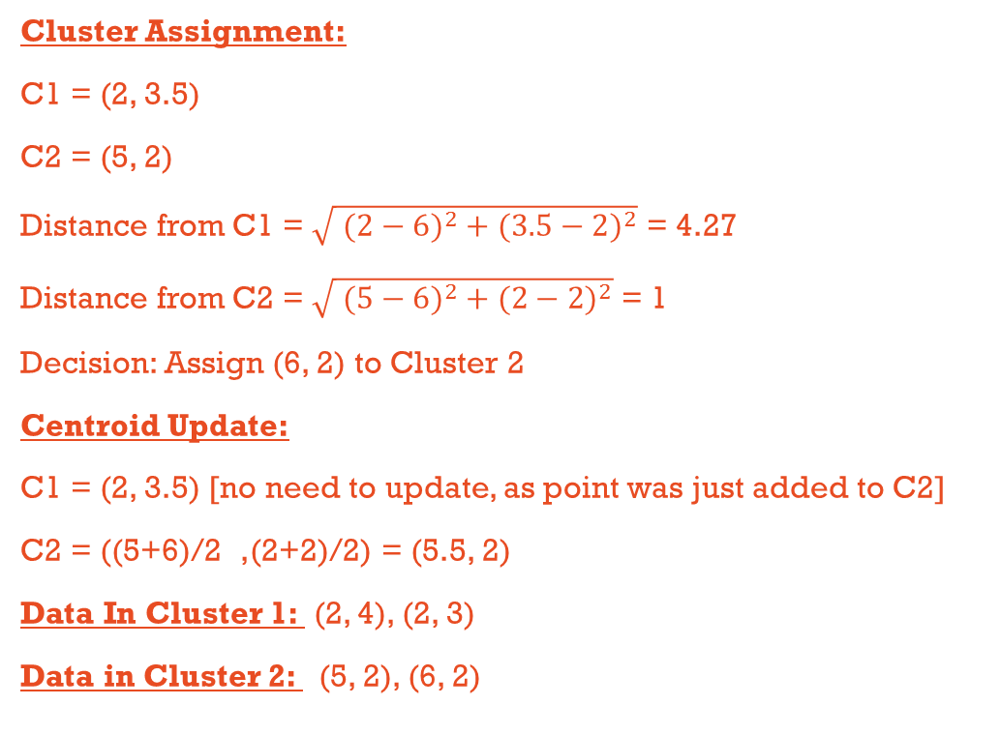 Cluster Assignment:
C1 = (2, 3.5)
C2 = (5, 2)
Distance from C1 = √(2 − 6)² + (3.5 − 2)² = 4.27
Distance from C2 = √(5 − 6)² + (2 − 2)² = 1
Decision: Assign (6, 2) to Cluster 2
Centroid Update:
C1 = (2, 3.5) [no need to update, as point was just added to C2]
C2 = ((5+6)/2 ,(2+2)/2) = (5.5, 2)
Data In Cluster 1: (2, 4), (2, 3)
Data in Cluster 2: (5, 2), (6, 2)